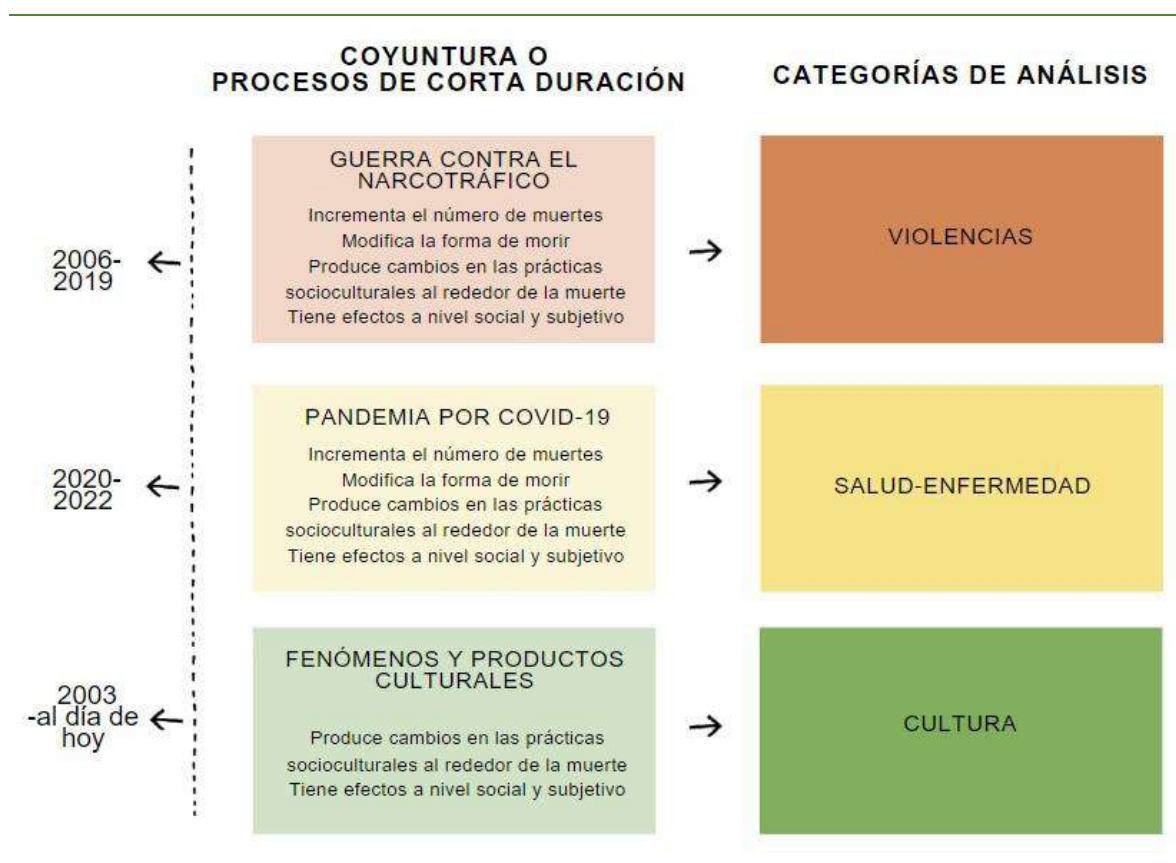 COYUNTURA O
PROCESOS DE CORTA DURACIÓN
CATEGORÍAS DE ANÁLISIS
2006-
2019
GUERRA CONTRA EL
NARCOTRÁFICO
Incrementa el número de muertes
Modifica la forma de morir
Produce cambios en las prácticas
socioculturales al rededor de la muerte
Tiene efectos a nivel social y subjetivo
VIOLENCIAS
2020-
2022
PANDEMIA POR COVID-19
Incrementa el número de muertes
Modifica la forma de morir
Produce cambios en las prácticas
socioculturales al rededor de la muerte
Tiene efectos a nivel social y subjetivo
SALUD-ENFERMEDAD
2003
-al día de
hoy
FENÓMENOS Y PRODUCTOS
CULTURALES
Produce cambios en las prácticas
socioculturales al rededor de la muerte
Tiene efectos a nivel social y subjetivo
CULTURA